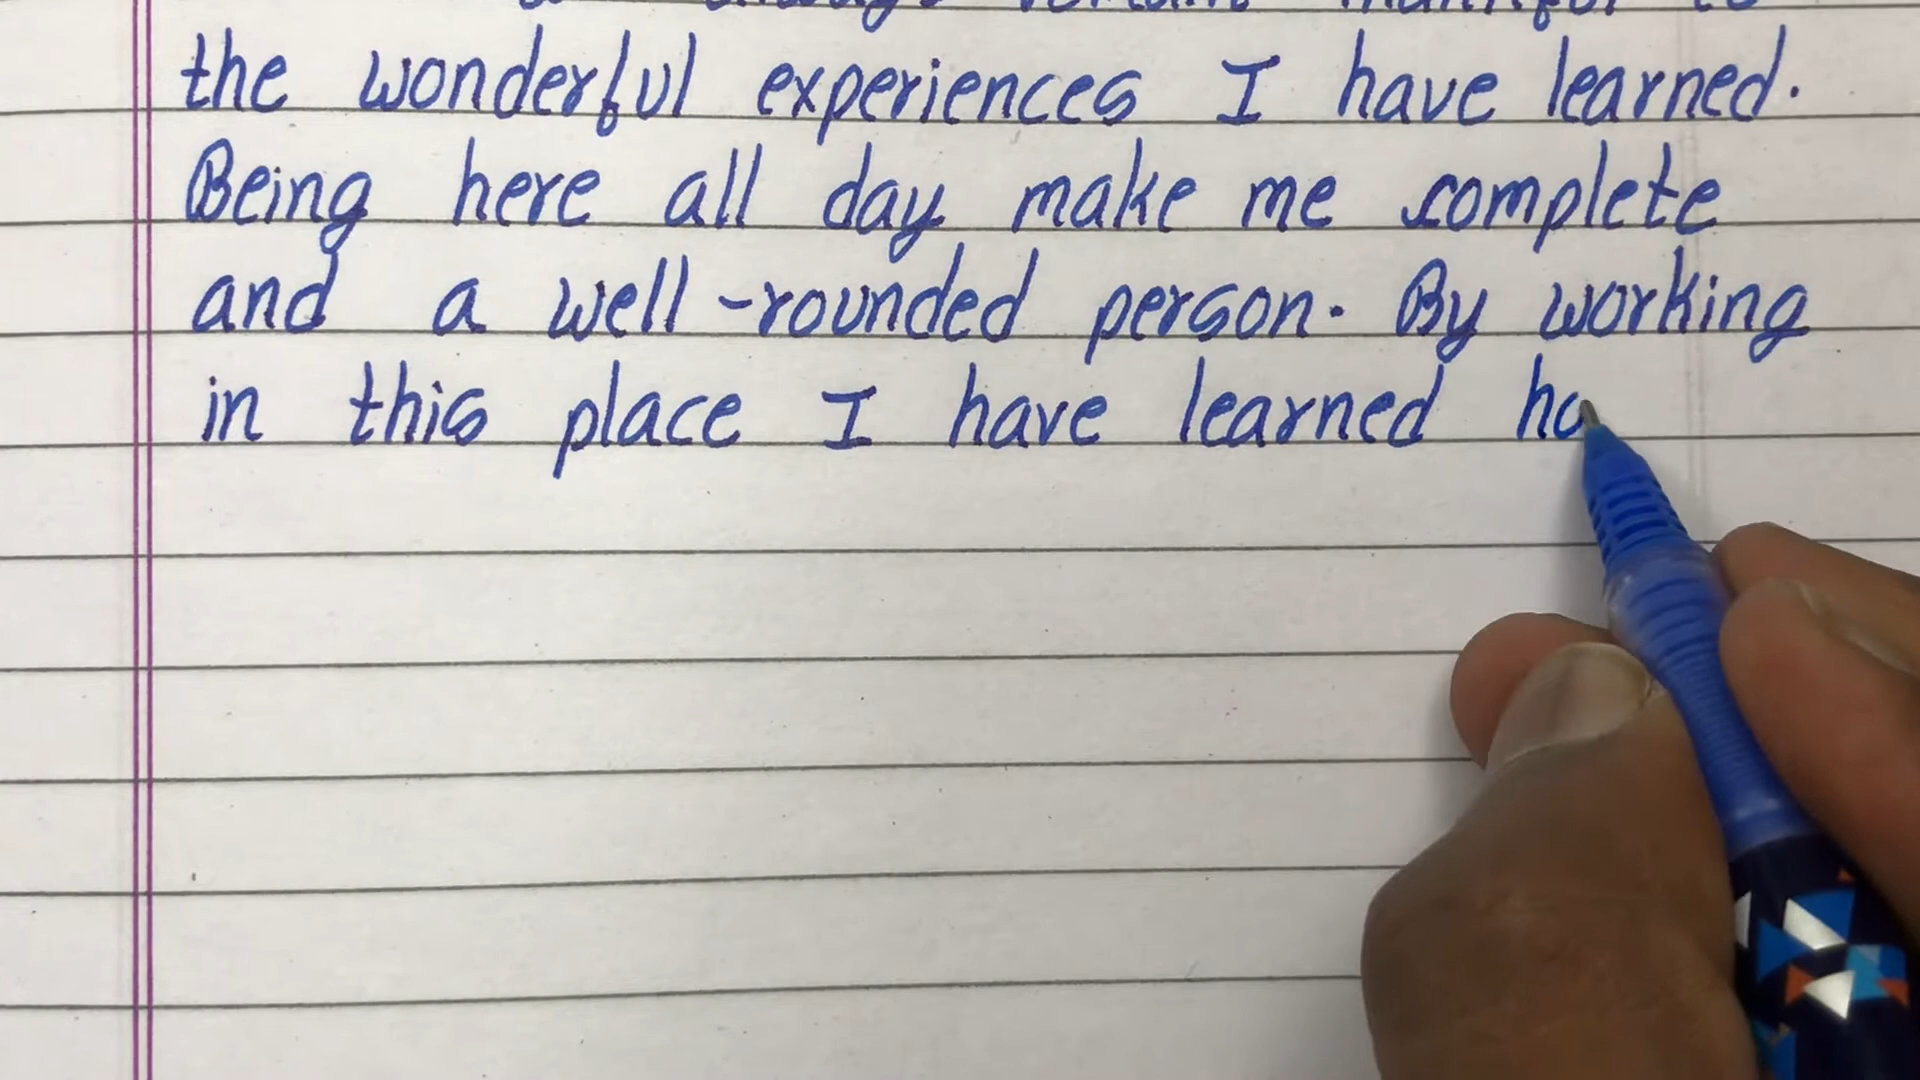 the wonderful experiences I have learned.
Being here all day make me complete
and a well-rounded person. By working
in this place I have learned ho